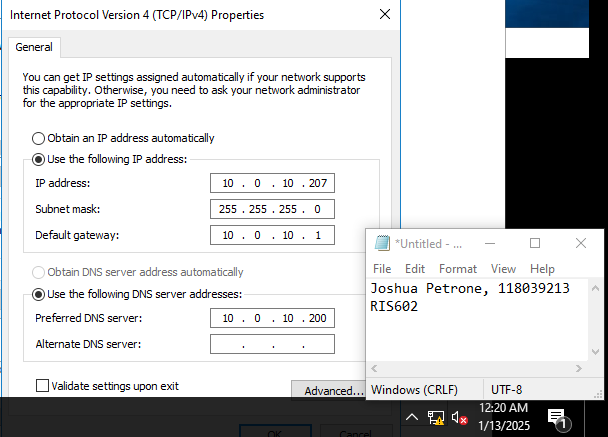 Internet Protocol Version 4 (TCP/IPv4) Properties
General
You can get IP settings assigned automatically if your network supports
this capability. Otherwise, you need to ask your network administrator
for the appropriate IP settings.
Obtain an IP address automatically
Use the following IP address:
IP address: 10 . 0 . 10 . 207
Subnet mask: 255 . 255 . 255 . 0
Default gateway: 10 . 0 . 10 . 1
Obtain DNS server address automatically
Use the following DNS server addresses:
Preferred DNS server: 10 . 0 . 10 . 200
Alternate DNS server: . . .
Validate settings upon exit
Advanced...
OK
Cancel
*Untitled - ...
File Edit Format View Help
Joshua Petrone, 118039213
RIS602
Windows (CRLF) UTF-8
12:20 AM
1/13/2025
1